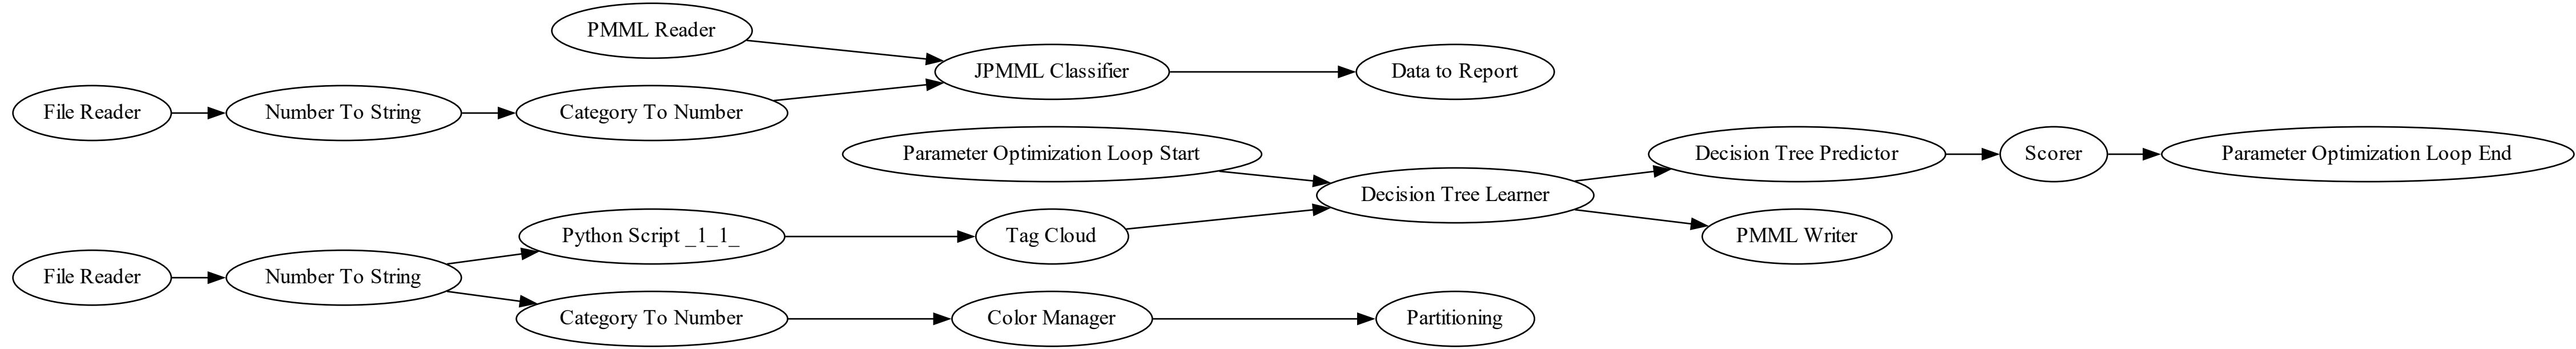 PMML Reader
JPMML Classifier
Data to Report
File Reader
Number To String
Category To Number
Parameter Optimization Loop Start
Decision Tree Predictor
Scorer
Parameter Optimization Loop End
Decision Tree Learner
Python Script _1_1_
Tag Cloud
PMML Writer
File Reader
Number To String
Category To Number
Color Manager
Partitioning